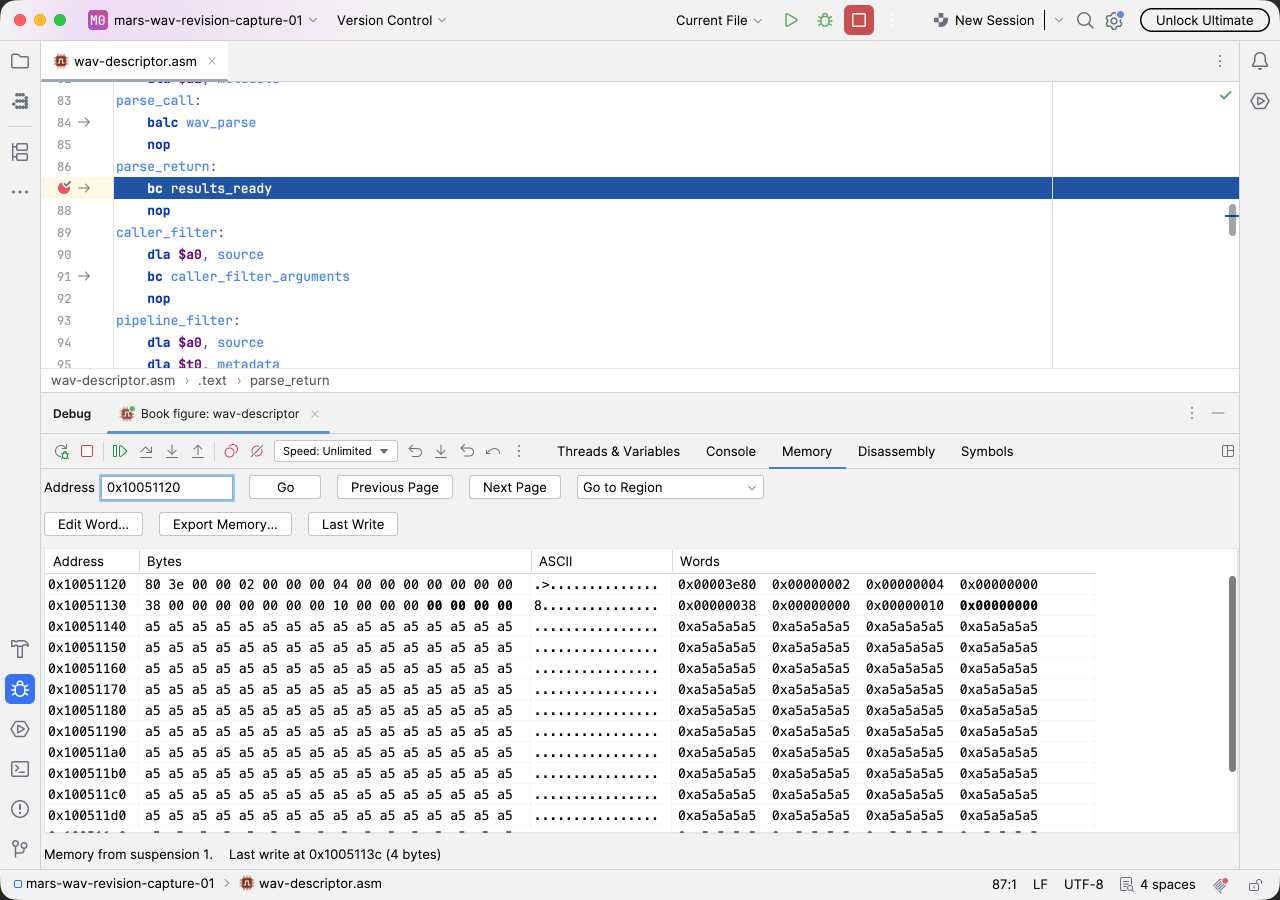 M0 mars-wav-revision-capture-01 Version Control Current File New Session Unlock Ultimate
wav-descriptor.asm
83 parse_call:
84 balc wav_parse
85 nop
86 parse_return:
bc results_ready
88 nop
89 caller_filter:
90 dla $a0, source
91 bc caller_filter_arguments
92 nop
93 pipeline_filter:
94 dla $a0, source
95 dla $t0, metadata
wav-descriptor.asm › .text › parse_return
Debug Book figure: wav-descriptor
Speed: Unlimited Threads & Variables Console Memory Disassembly Symbols
Address 0x10051120 Go Previous Page Next Page Go to Region
Edit Word... Export Memory... Last Write
Address Bytes ASCII Words
0x10051120 80 3e 00 00 02 00 00 00 04 00 00 00 00 00 00 00 .>.............. 0x00003e80 0x00000002 0x00000004 0x00000000
0x10051130 38 00 00 00 00 00 00 00 10 00 00 00 00 00 00 00 8............... 0x00000038 0x00000000 0x00000010 0x00000000
0x10051140 a5 a5 a5 a5 a5 a5 a5 a5 a5 a5 a5 a5 a5 a5 a5 a5 ................ 0xa5a5a5a5 0xa5a5a5a5 0xa5a5a5a5 0xa5a5a5a5
0x10051150 a5 a5 a5 a5 a5 a5 a5 a5 a5 a5 a5 a5 a5 a5 a5 a5 ................ 0xa5a5a5a5 0xa5a5a5a5 0xa5a5a5a5 0xa5a5a5a5
0x10051160 a5 a5 a5 a5 a5 a5 a5 a5 a5 a5 a5 a5 a5 a5 a5 a5 ................ 0xa5a5a5a5 0xa5a5a5a5 0xa5a5a5a5 0xa5a5a5a5
0x10051170 a5 a5 a5 a5 a5 a5 a5 a5 a5 a5 a5 a5 a5 a5 a5 a5 ................ 0xa5a5a5a5 0xa5a5a5a5 0xa5a5a5a5 0xa5a5a5a5
0x10051180 a5 a5 a5 a5 a5 a5 a5 a5 a5 a5 a5 a5 a5 a5 a5 a5 ................ 0xa5a5a5a5 0xa5a5a5a5 0xa5a5a5a5 0xa5a5a5a5
0x10051190 a5 a5 a5 a5 a5 a5 a5 a5 a5 a5 a5 a5 a5 a5 a5 a5 ................ 0xa5a5a5a5 0xa5a5a5a5 0xa5a5a5a5 0xa5a5a5a5
0x100511a0 a5 a5 a5 a5 a5 a5 a5 a5 a5 a5 a5 a5 a5 a5 a5 a5 ................ 0xa5a5a5a5 0xa5a5a5a5 0xa5a5a5a5 0xa5a5a5a5
0x100511b0 a5 a5 a5 a5 a5 a5 a5 a5 a5 a5 a5 a5 a5 a5 a5 a5 ................ 0xa5a5a5a5 0xa5a5a5a5 0xa5a5a5a5 0xa5a5a5a5
0x100511c0 a5 a5 a5 a5 a5 a5 a5 a5 a5 a5 a5 a5 a5 a5 a5 a5 ................ 0xa5a5a5a5 0xa5a5a5a5 0xa5a5a5a5 0xa5a5a5a5
0x100511d0 a5 a5 a5 a5 a5 a5 a5 a5 a5 a5 a5 a5 a5 a5 a5 a5 ................ 0xa5a5a5a5 0xa5a5a5a5 0xa5a5a5a5 0xa5a5a5a5
Memory from suspension 1. Last write at 0x1005113c (4 bytes)
mars-wav-revision-capture-01 › wav-descriptor.asm 87:1 LF UTF-8 4 spaces